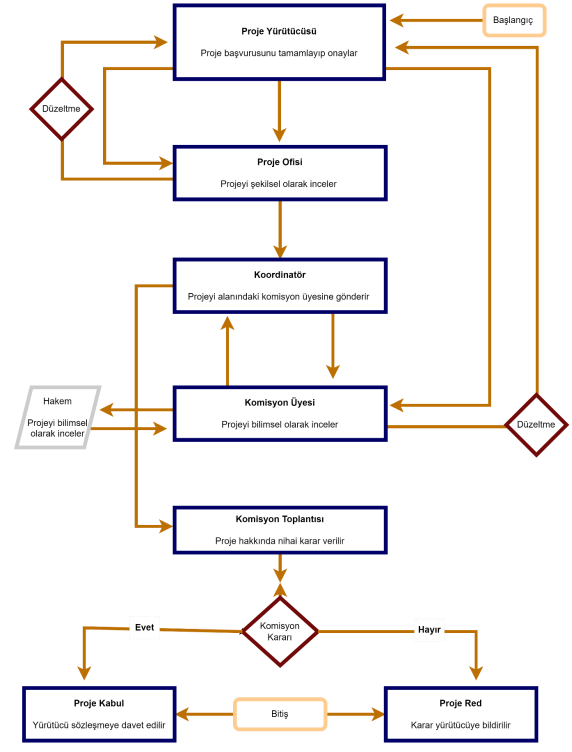 Başlangıç
Proje Yürütücüsü
Proje başvurusunu tamamlayıp onaylar
Düzeltme
Proje Ofisi
Projeyi şekilsel olarak inceler
Koordinatör
Projeyi alanındaki komisyon üyesine gönderir
Hakem
Projeyi bilimsel
olarak inceler
Komisyon Üyesi
Projeyi bilimsel olarak inceler
Düzeltme
Komisyon Toplantısı
Proje hakkında nihai karar verilir
Komisyon
Kararı
Evet
Hayır
Proje Kabul
Yürütücü sözleşmeye davet edilir
Bitiş
Proje Red
Karar yürütücüye bildirilir